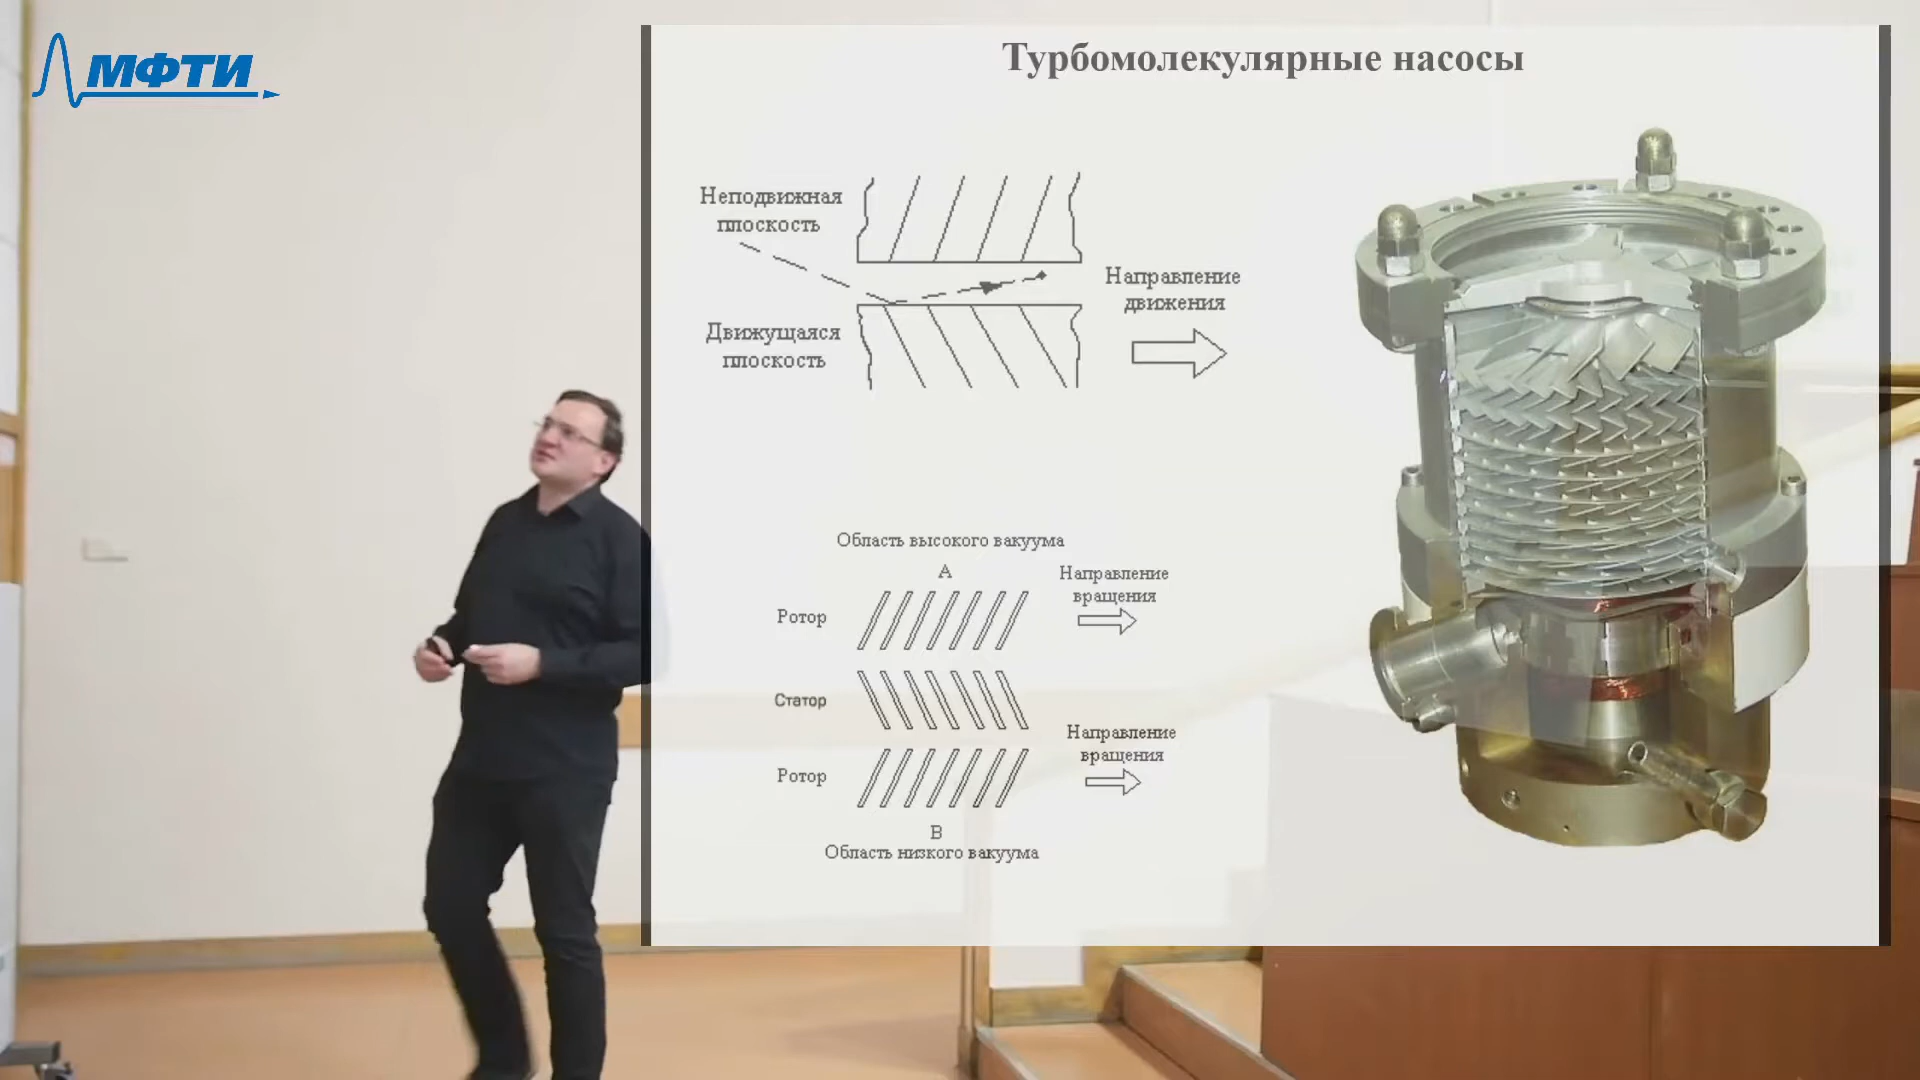 МФТИ
Турбомолекулярные насосы
Неподвижная
плоскость
Направление
движения
Движущаяся
плоскость
Область высокого вакуума
А
Направление
вращения
Ротор
Статор
Направление
вращения
Ротор
В
Область низкого вакуума